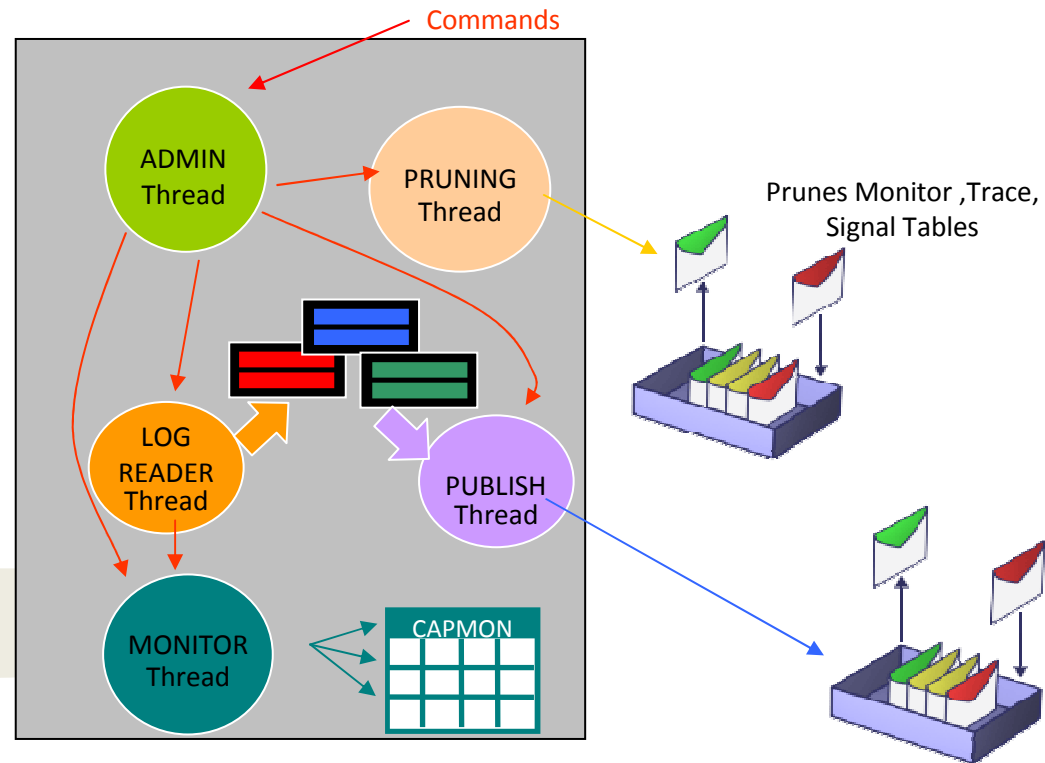 Commands
ADMIN
Thread
PRUNING
Thread
Prunes Monitor ,Trace,
Signal Tables
LOG
READER
Thread
PUBLISH
Thread
MONITOR
Thread
CAPMON